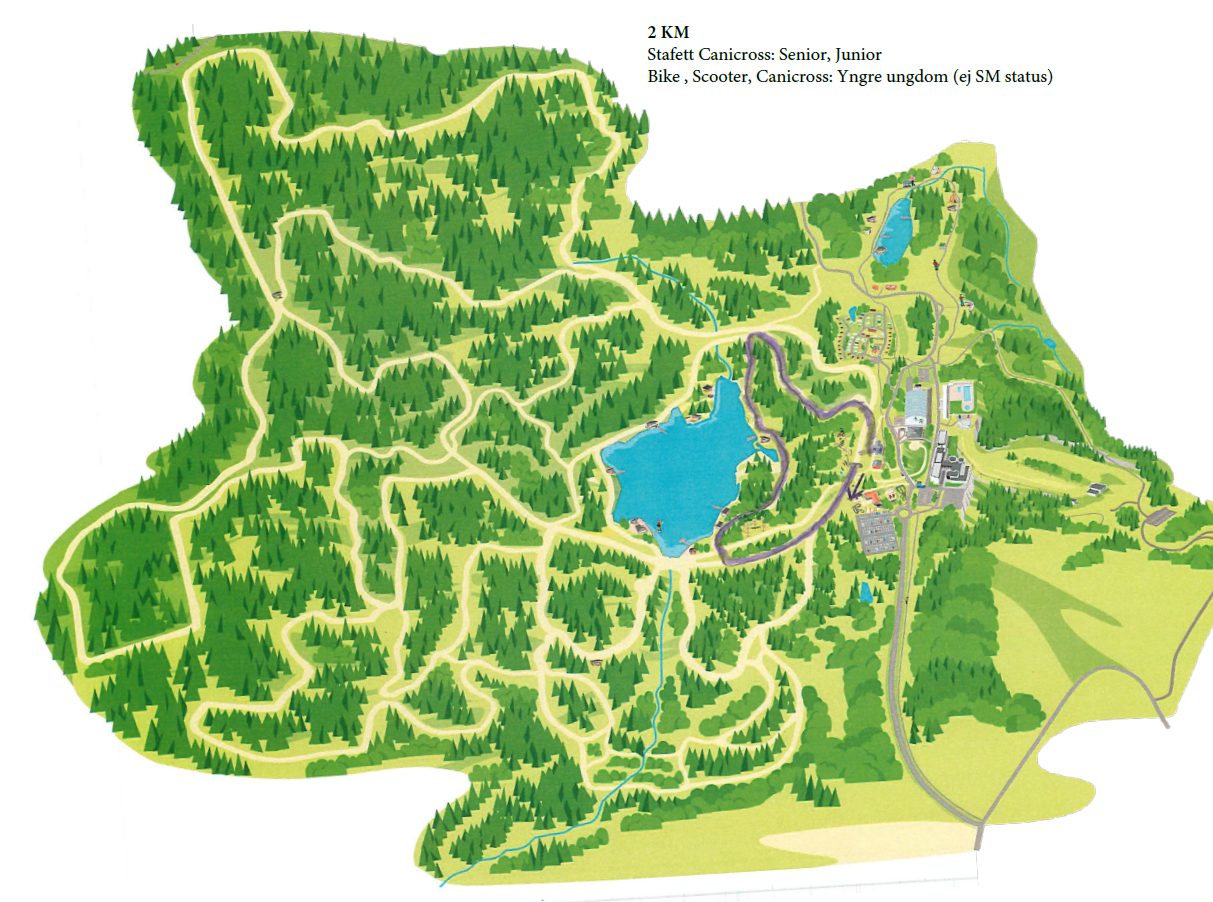 2 KM
Stafett Canicross: Senior, Junior
Bike , Scooter, Canicross: Yngre ungdom (ej SM status)